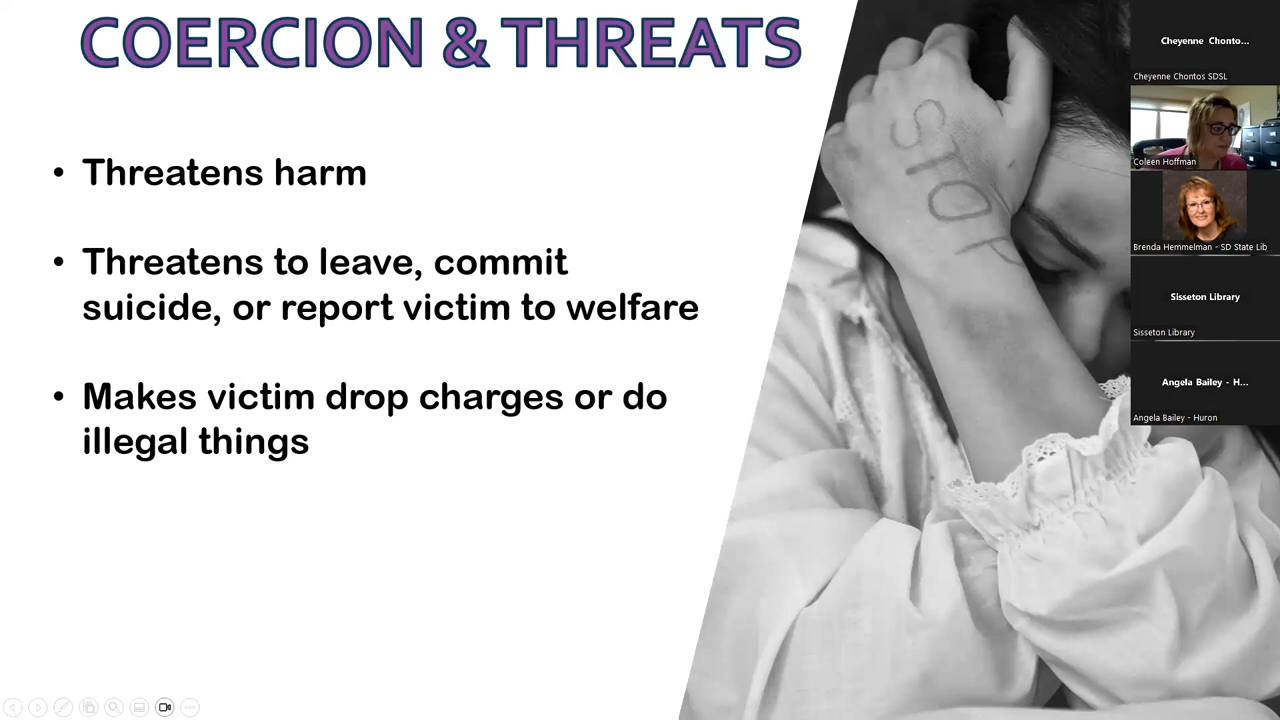 COERCION & THREATS
• Threatens harm
• Threatens to leave, commit
suicide, or report victim to welfare
• Makes victim drop charges or do
illegal things
STOP
Cheyenne Chonto...
Cheyenne Chontos SDSL
Coleen Hoffman
Brenda Hemmelman - SD State Lib
Sisseton Library
Sisseton Library
Angela Bailey - H...
Angela Bailey - Huron